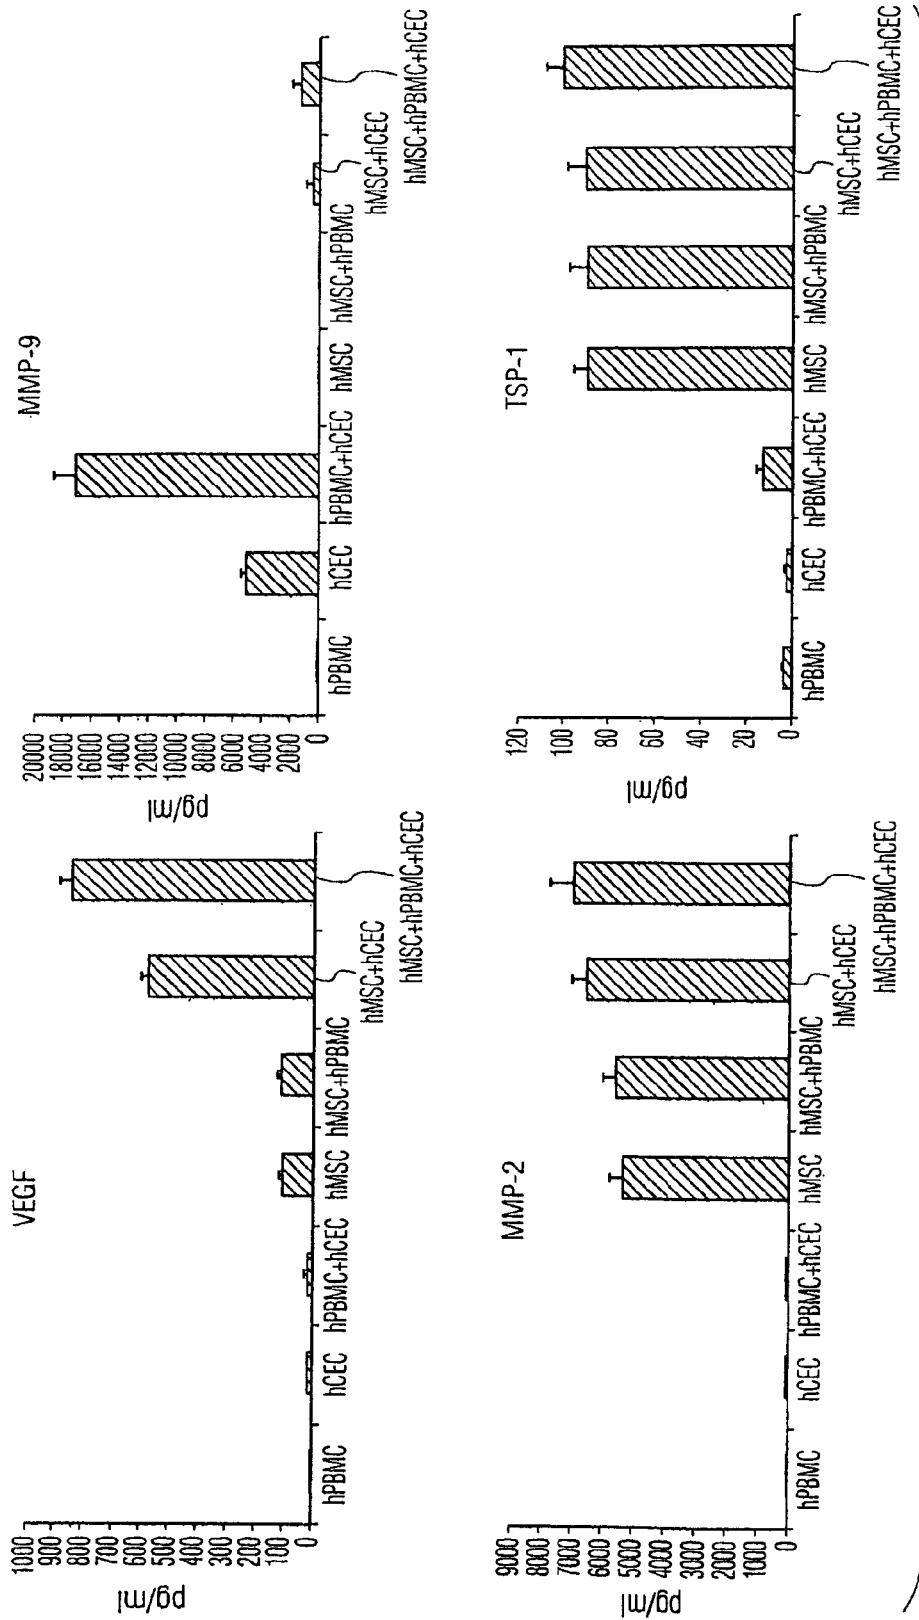 VEGF
pg/ml
1000
900
800
700
600
500
400
300
200
100
0
hPBMC
hCEC
hPBMC+hCEC
hMSC
hMSC+hPBMC
hMSC+hCEC
hMSC+hPBMC+hCEC
MMP-9
pg/ml
20000
18000
16000
14000
12000
10000
8000
6000
4000
2000
0
hPBMC
hCEC
hPBMC+hCEC
hMSC
hMSC+hPBMC
hMSC+hCEC
hMSC+hPBMC+hCEC
MMP-2
pg/ml
9000
8000
7000
6000
5000
4000
3000
2000
1000
0
hPBMC
hCEC
hPBMC+hCEC
hMSC
hMSC+hPBMC
hMSC+hCEC
hMSC+hPBMC+hCEC
TSP-1
pg/ml
120
100
80
60
40
20
0
hPBMC
hCEC
hPBMC+hCEC
hMSC
hMSC+hPBMC
hMSC+hCEC
hMSC+hPBMC+hCEC